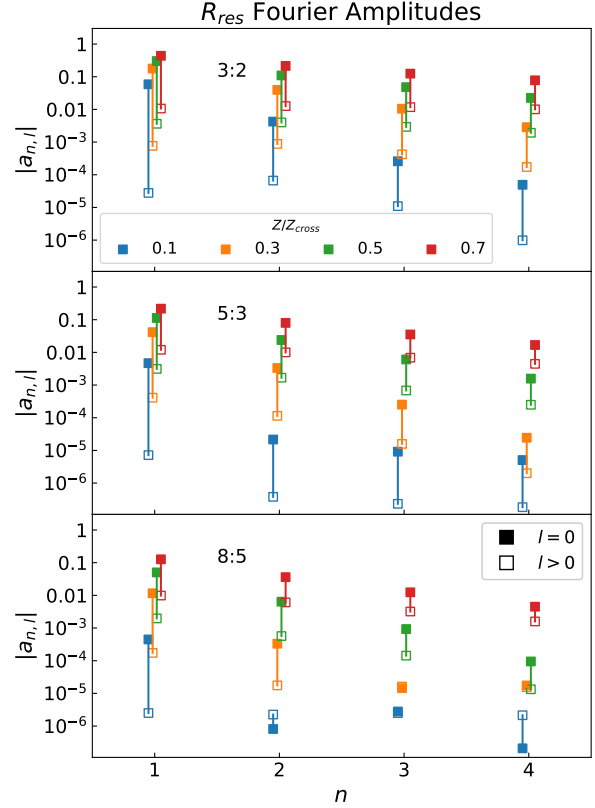 R_res Fourier Amplitudes
3:2
1
0.1
0.01
10⁻³
10⁻⁴
10⁻⁵
10⁻⁶
|a_n,l|
Z/Z_cross
0.1 0.3 0.5 0.7
5:3
1
0.1
0.01
10⁻³
10⁻⁴
10⁻⁵
10⁻⁶
|a_n,l|
8:5
l = 0
l > 0
1
0.1
0.01
10⁻³
10⁻⁴
10⁻⁵
10⁻⁶
|a_n,l|
1 2 3 4
n